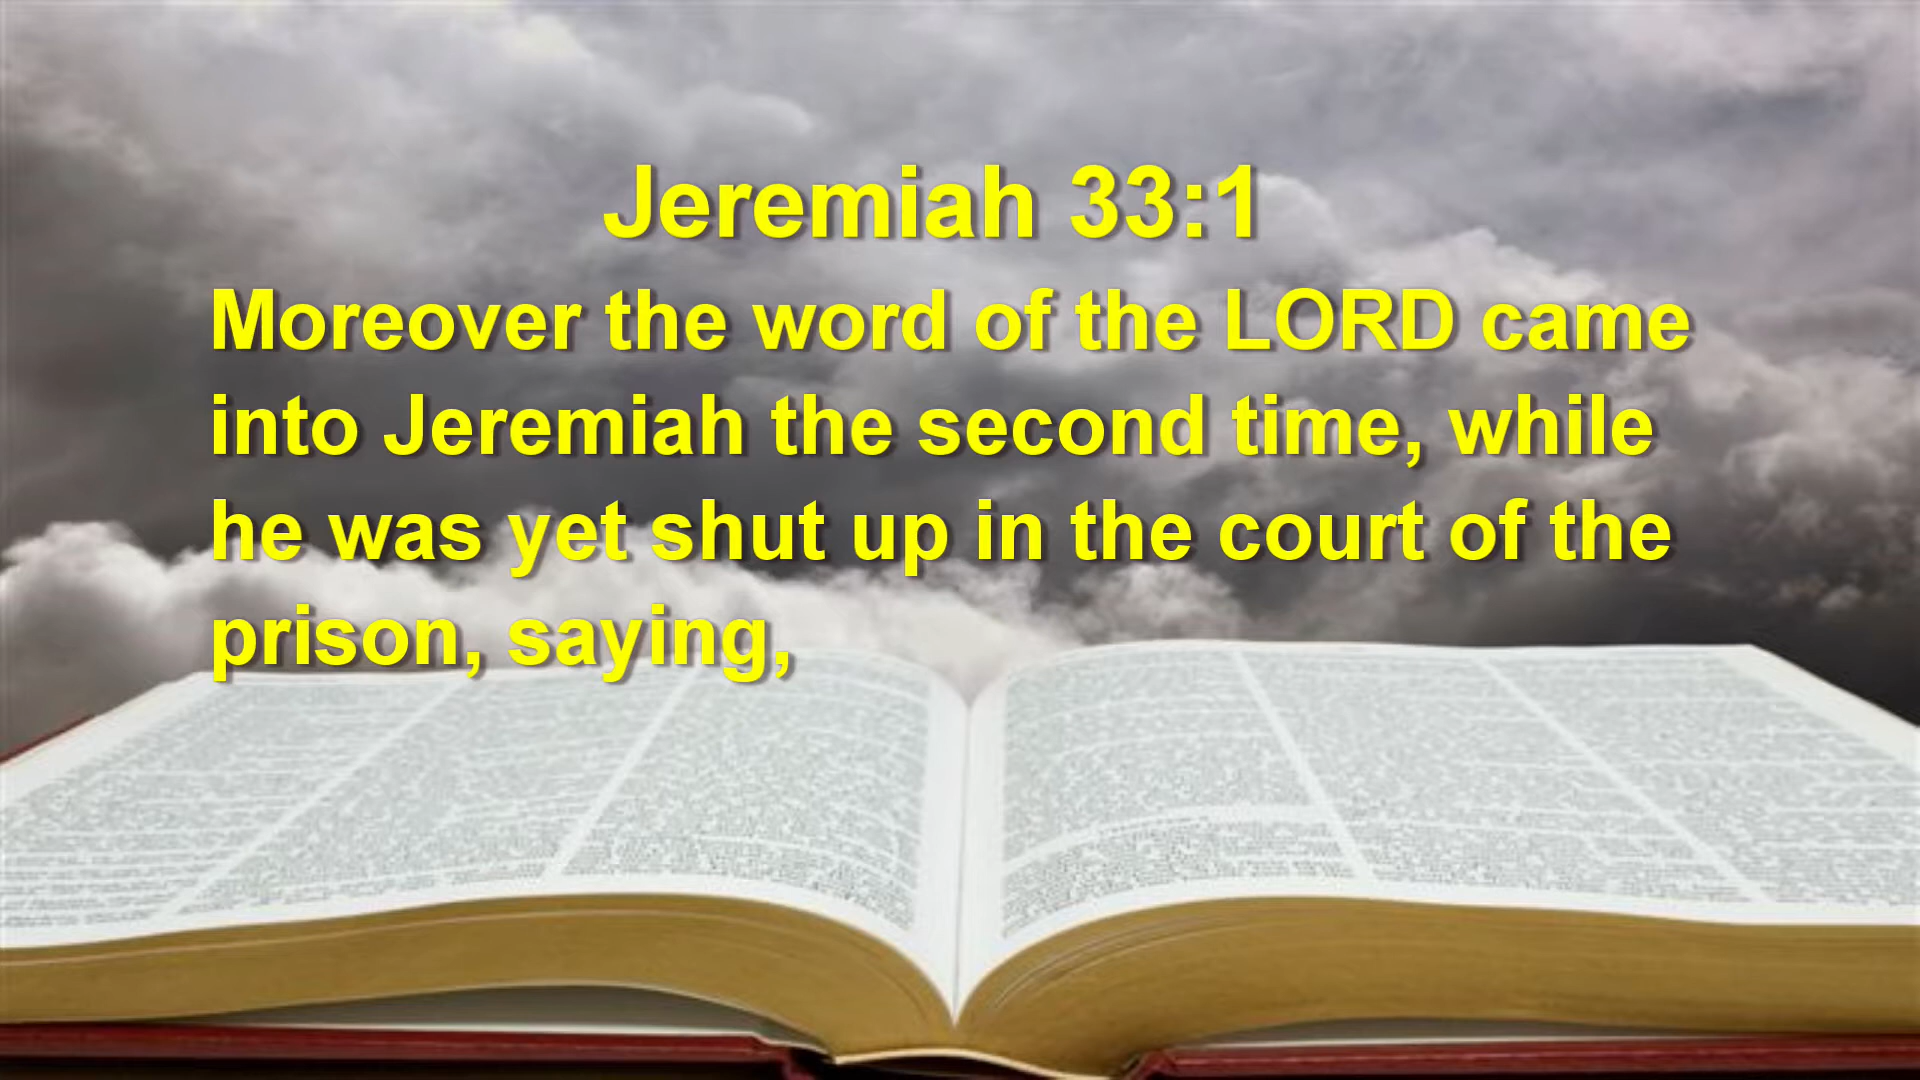 Jeremiah 33:1
Moreover the word of the LORD came
into Jeremiah the second time, while
he was yet shut up in the court of the
prison, saying,